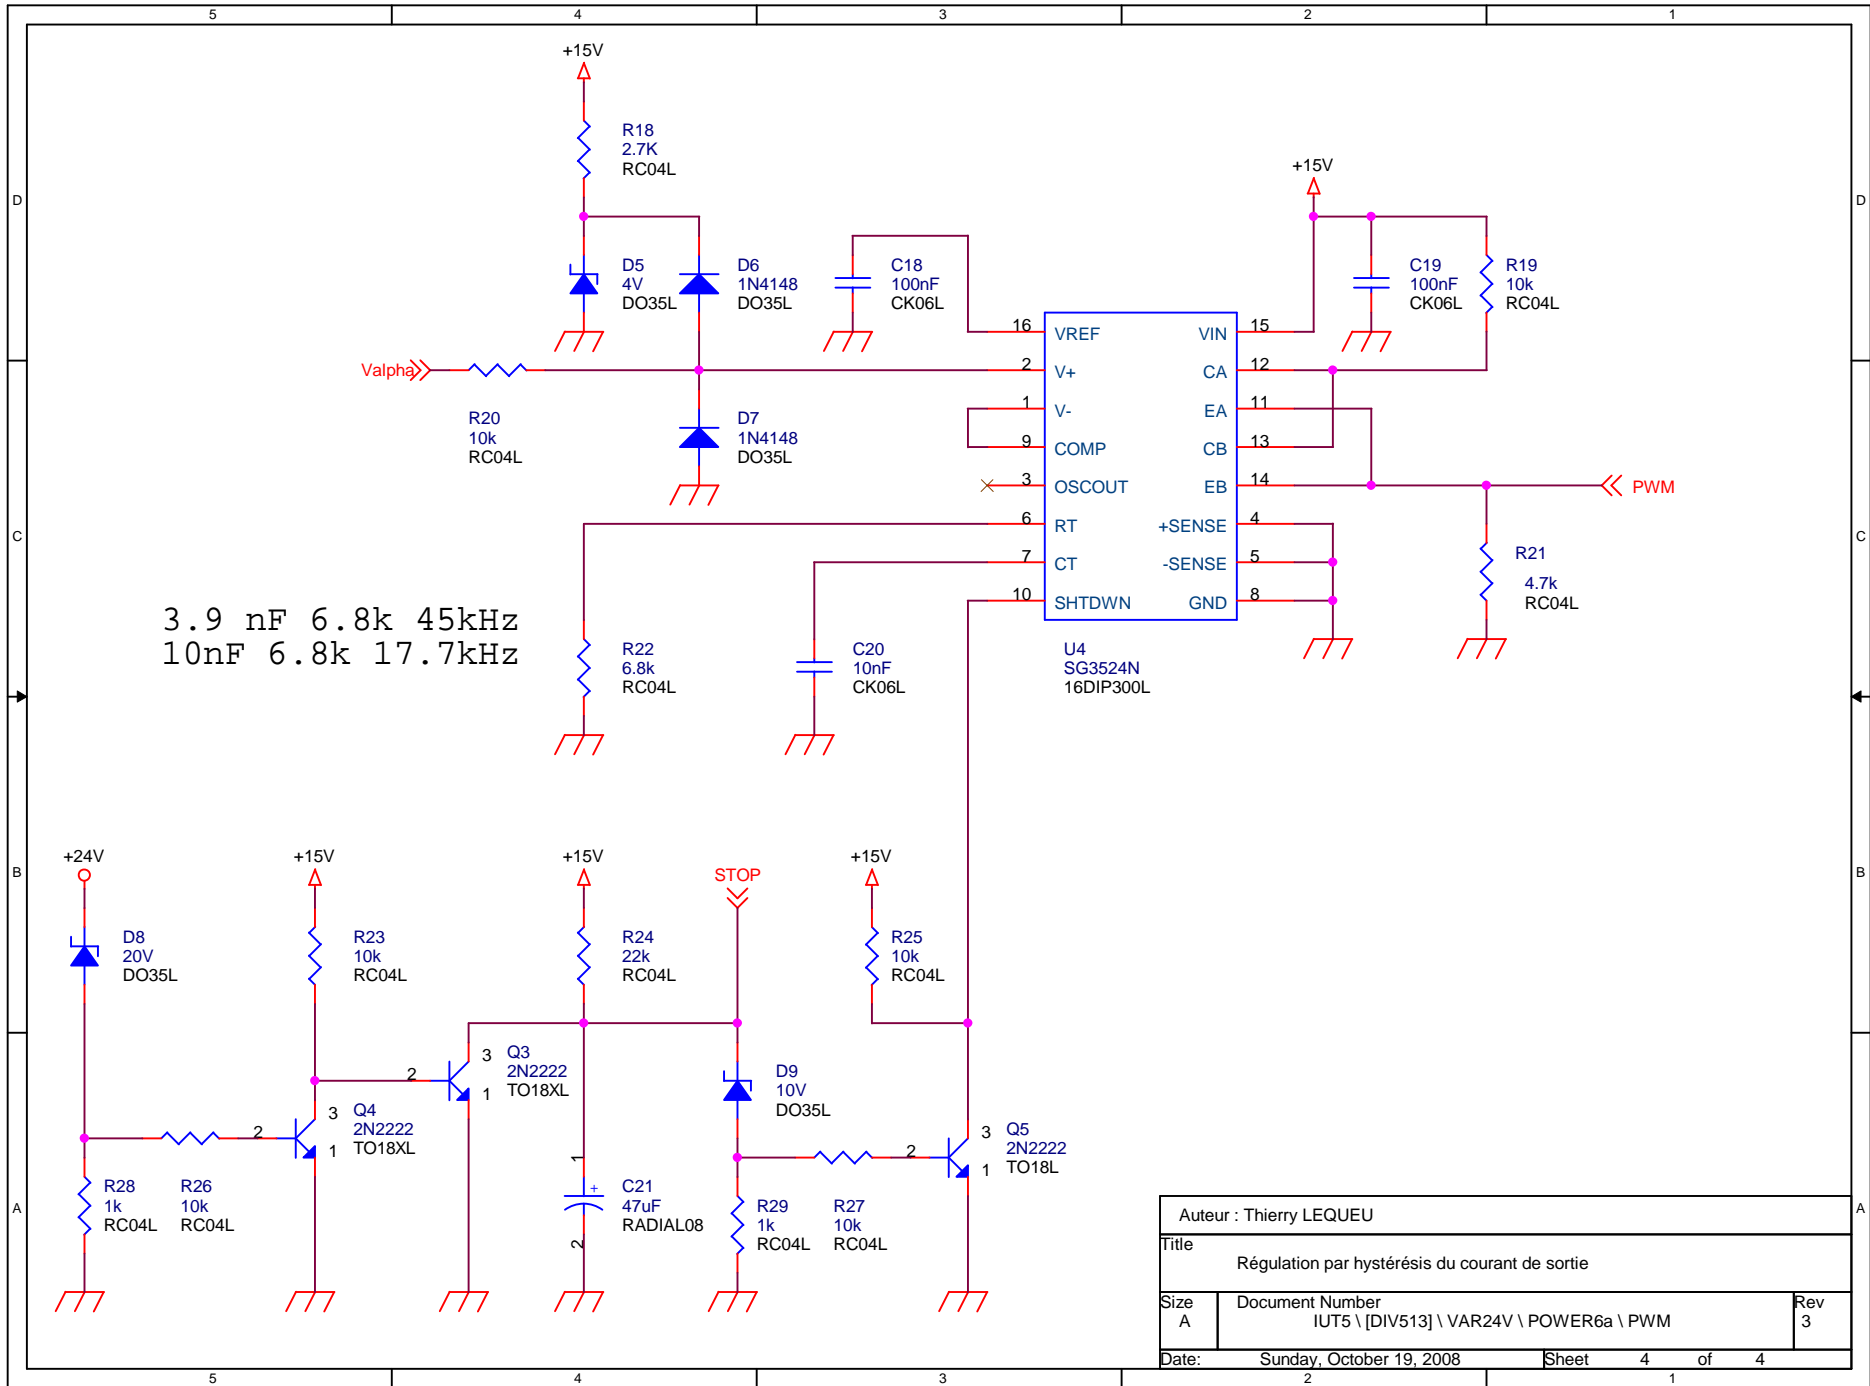 5 4 3 2 1
+15V
R18
2.7K
RC04L
+15V
D
D
D5
4V
DO35L
D6
1N4148
DO35L
C18
100nF
CK06L
C19
100nF
CK06L
R19
10k
RC04L
16 VREF VIN 15
Valpha
2 V+ CA 12
1 V- EA 11
R20
10k
RC04L
D7
1N4148
DO35L
9 COMP CB 13
3 OSCOUT EB 14
PWM
6 RT +SENSE 4
7 CT -SENSE 5
10 SHTDWN GND 8
C
C
R21
4.7k
RC04L
3.9 nF 6.8k 45kHz
10nF 6.8k 17.7kHz
R22
6.8k
RC04L
C20
10nF
CK06L
U4
SG3524N
16DIP300L
+24V
+15V
+15V
STOP
+15V
B
B
D8
20V
DO35L
R23
10k
RC04L
R24
22k
RC04L
R25
10k
RC04L
2
3
1
Q3
2N2222
TO18XL
D9
10V
DO35L
2
3
1
Q4
2N2222
TO18XL
2
3
1
Q5
2N2222
TO18L
R28
1k
RC04L
R26
10k
RC04L
1
+
2
C21
47uF
RADIAL08
R29
1k
RC04L
R27
10k
RC04L
A
A
Auteur : Thierry LEQUEU
Title
Régulation par hystérésis du courant de sortie
Size
A
Document Number
IUT5 \ [DIV513] \ VAR24V \ POWER6a \ PWM
Rev
3
Date: Sunday, October 19, 2008 Sheet 4 of 4
5 4 3 2 1